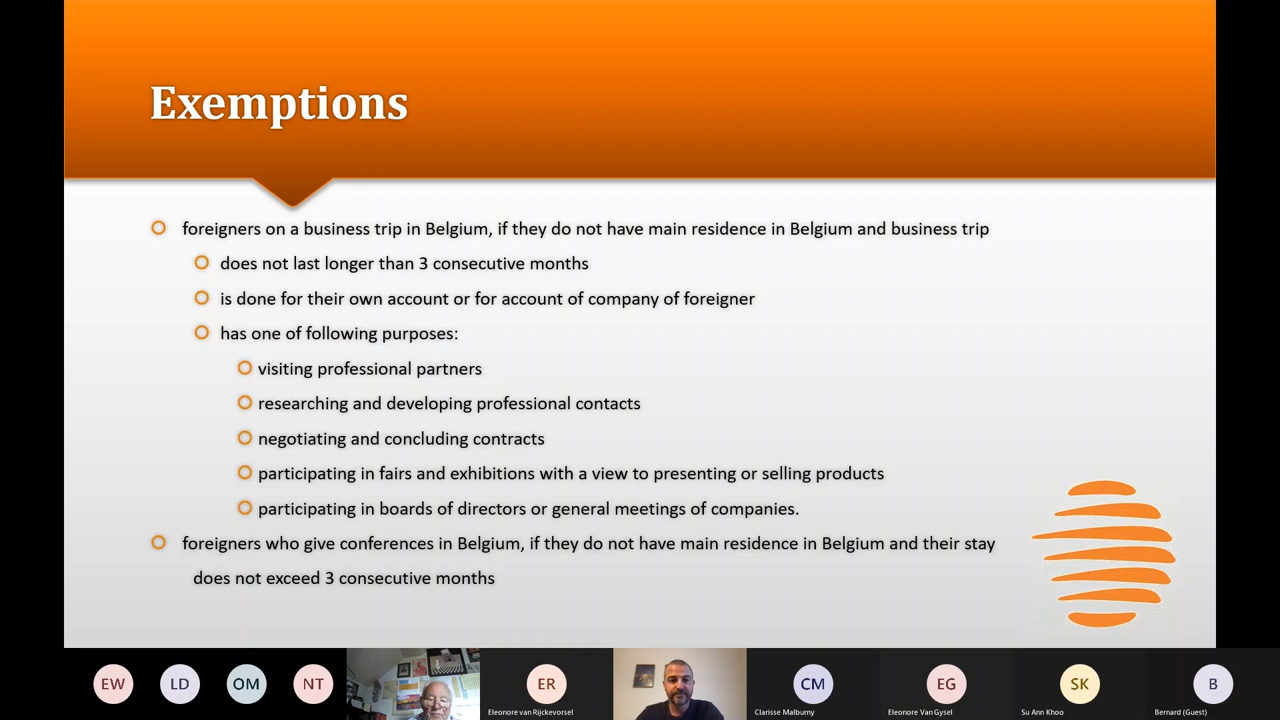 Exemptions
foreigners on a business trip in Belgium, if they do not have main residence in Belgium and business trip
does not last longer than 3 consecutive months
is done for their own account or for account of company of foreigner
has one of following purposes:
visiting professional partners
researching and developing professional contacts
negotiating and concluding contracts
participating in fairs and exhibitions with a view to presenting or selling products
participating in boards of directors or general meetings of companies.
foreigners who give conferences in Belgium, if they do not have main residence in Belgium and their stay
does not exceed 3 consecutive months
EW LD OM NT ER CM EG SK B
Eleonore van Rijckevorsel Clarisse Malburny Eleonore Van Gysel Su Ann Khoo Bernard (Guest)